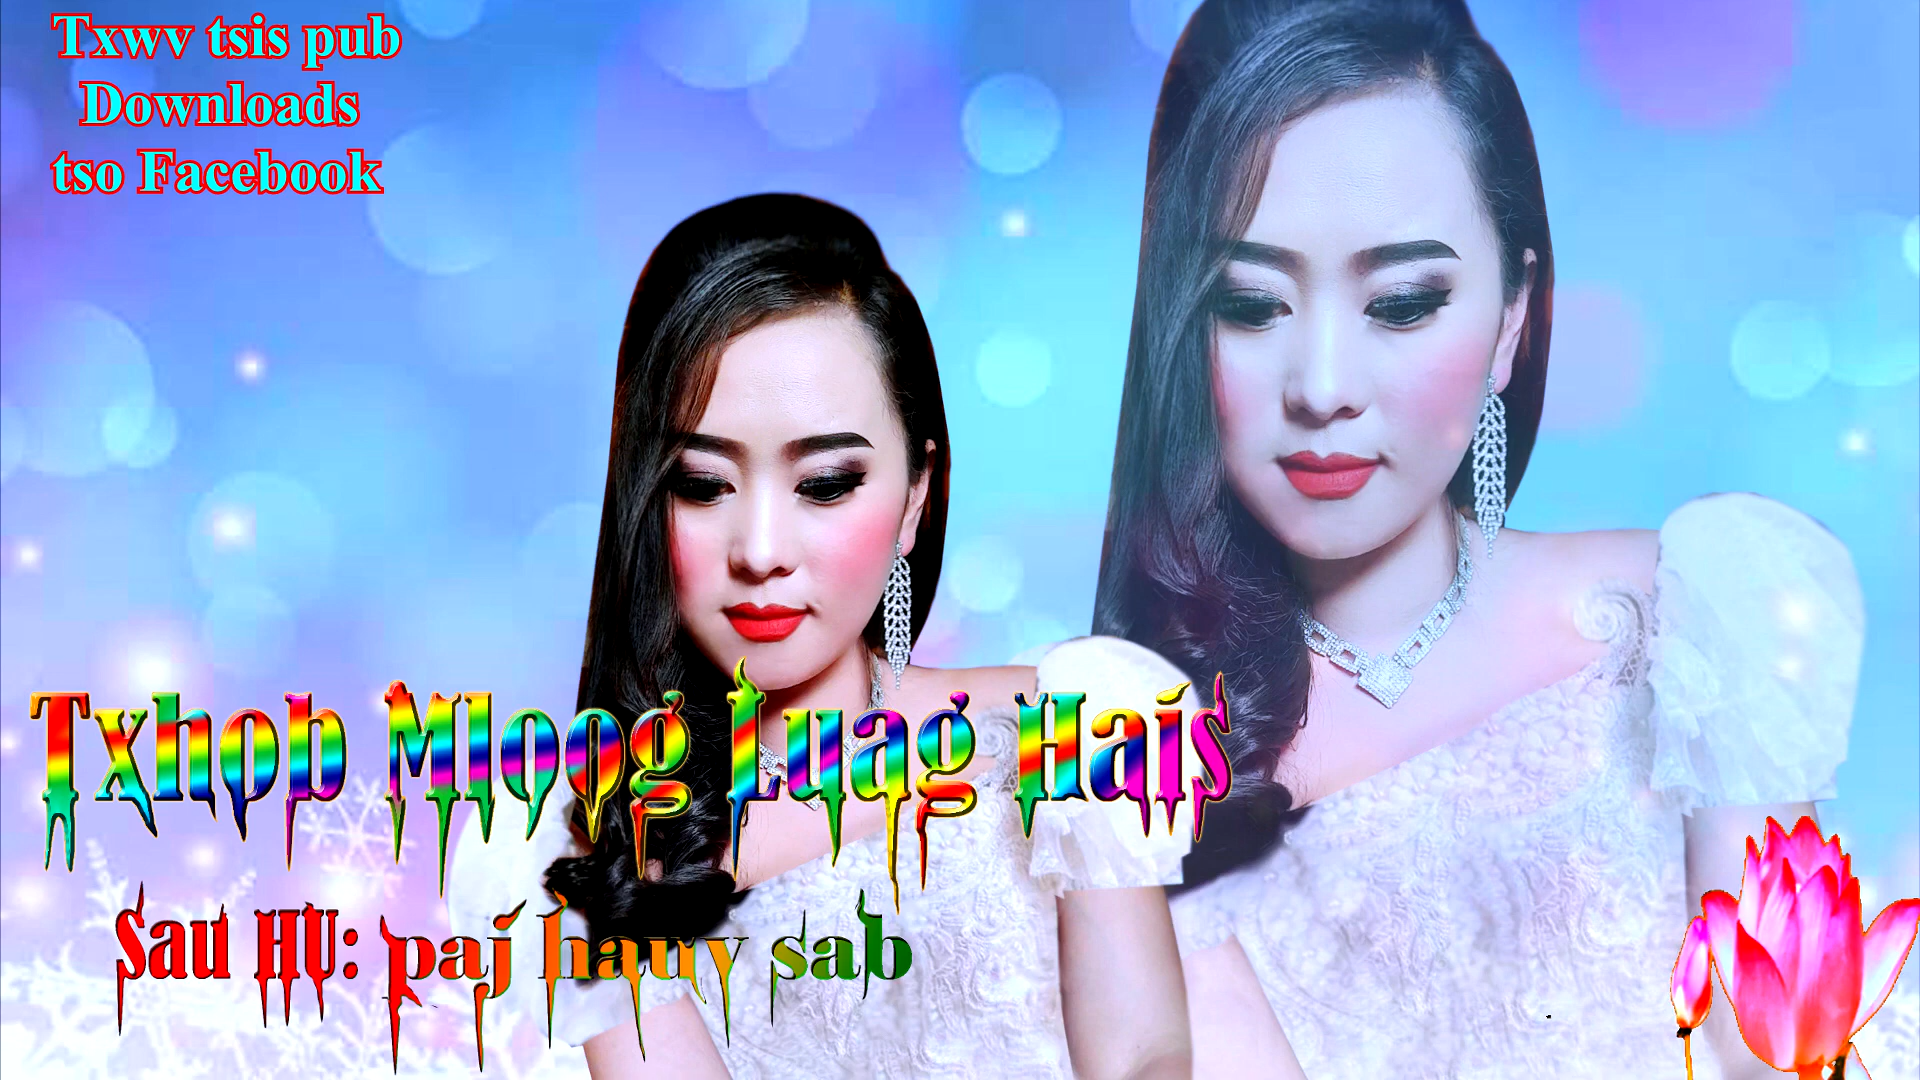 Txwv tsis pub
Downloads
tso Facebook
Txhob Mloog Luag Hais
Sau HU: paj hauv sab